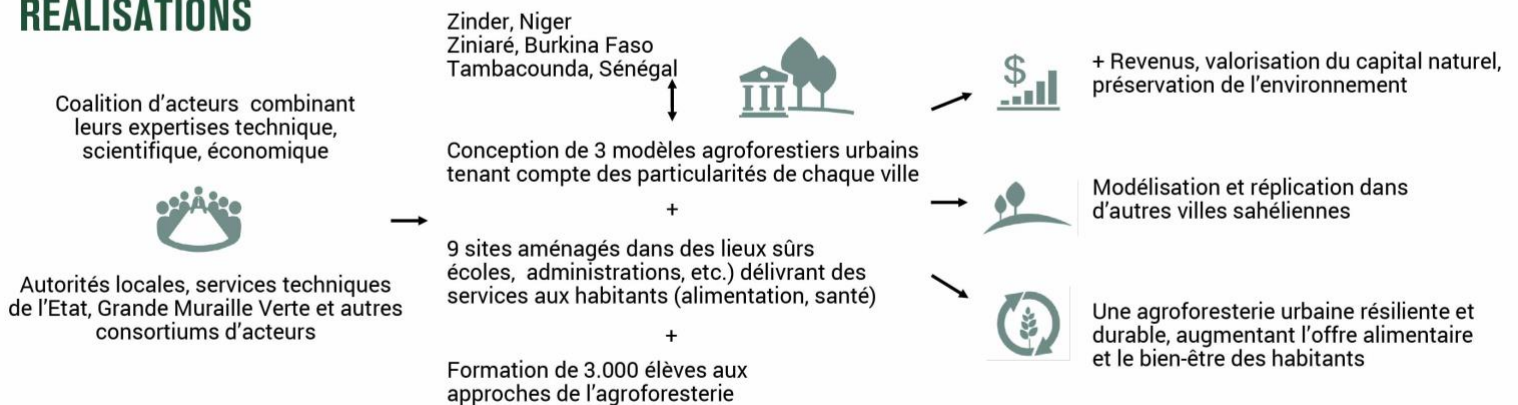 RÉALISATIONS
Coalition d'acteurs combinant
leurs expertises technique,
scientifique, économique
Autorités locales, services techniques
de l'Etat, Grande Muraille Verte et autres
consortiums d'acteurs
Zinder, Niger
Ziniaré, Burkina Faso
Tambacounda, Sénégal
Conception de 3 modèles agroforestiers urbains
tenant compte des particularités de chaque ville
+
9 sites aménagés dans des lieux sûrs
écoles, administrations, etc.) délivrant des
services aux habitants (alimentation, santé)
+
Formation de 3.000 élèves aux
approches de l'agroforesterie
$
+ Revenus, valorisation du capital naturel,
préservation de l'environnement
Modélisation et réplication dans
d'autres villes sahéliennes
Une agroforesterie urbaine résiliente et
durable, augmentant l'offre alimentaire
et le bien-être des habitants